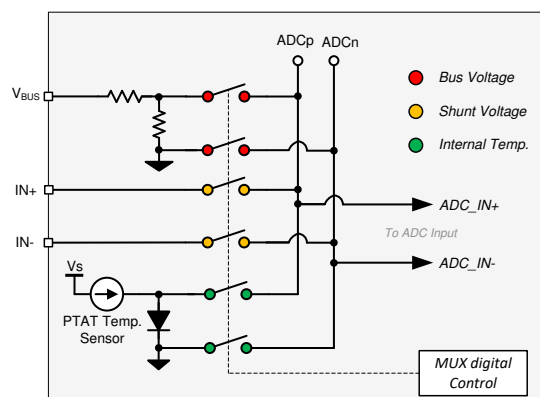 ADCp ADCn
VBUS
Bus Voltage
Shunt Voltage
Internal Temp.
IN+
ADC_IN+
To ADC Input
IN-
ADC_IN-
Vs
PTAT Temp.
Sensor
MUX digital
Control